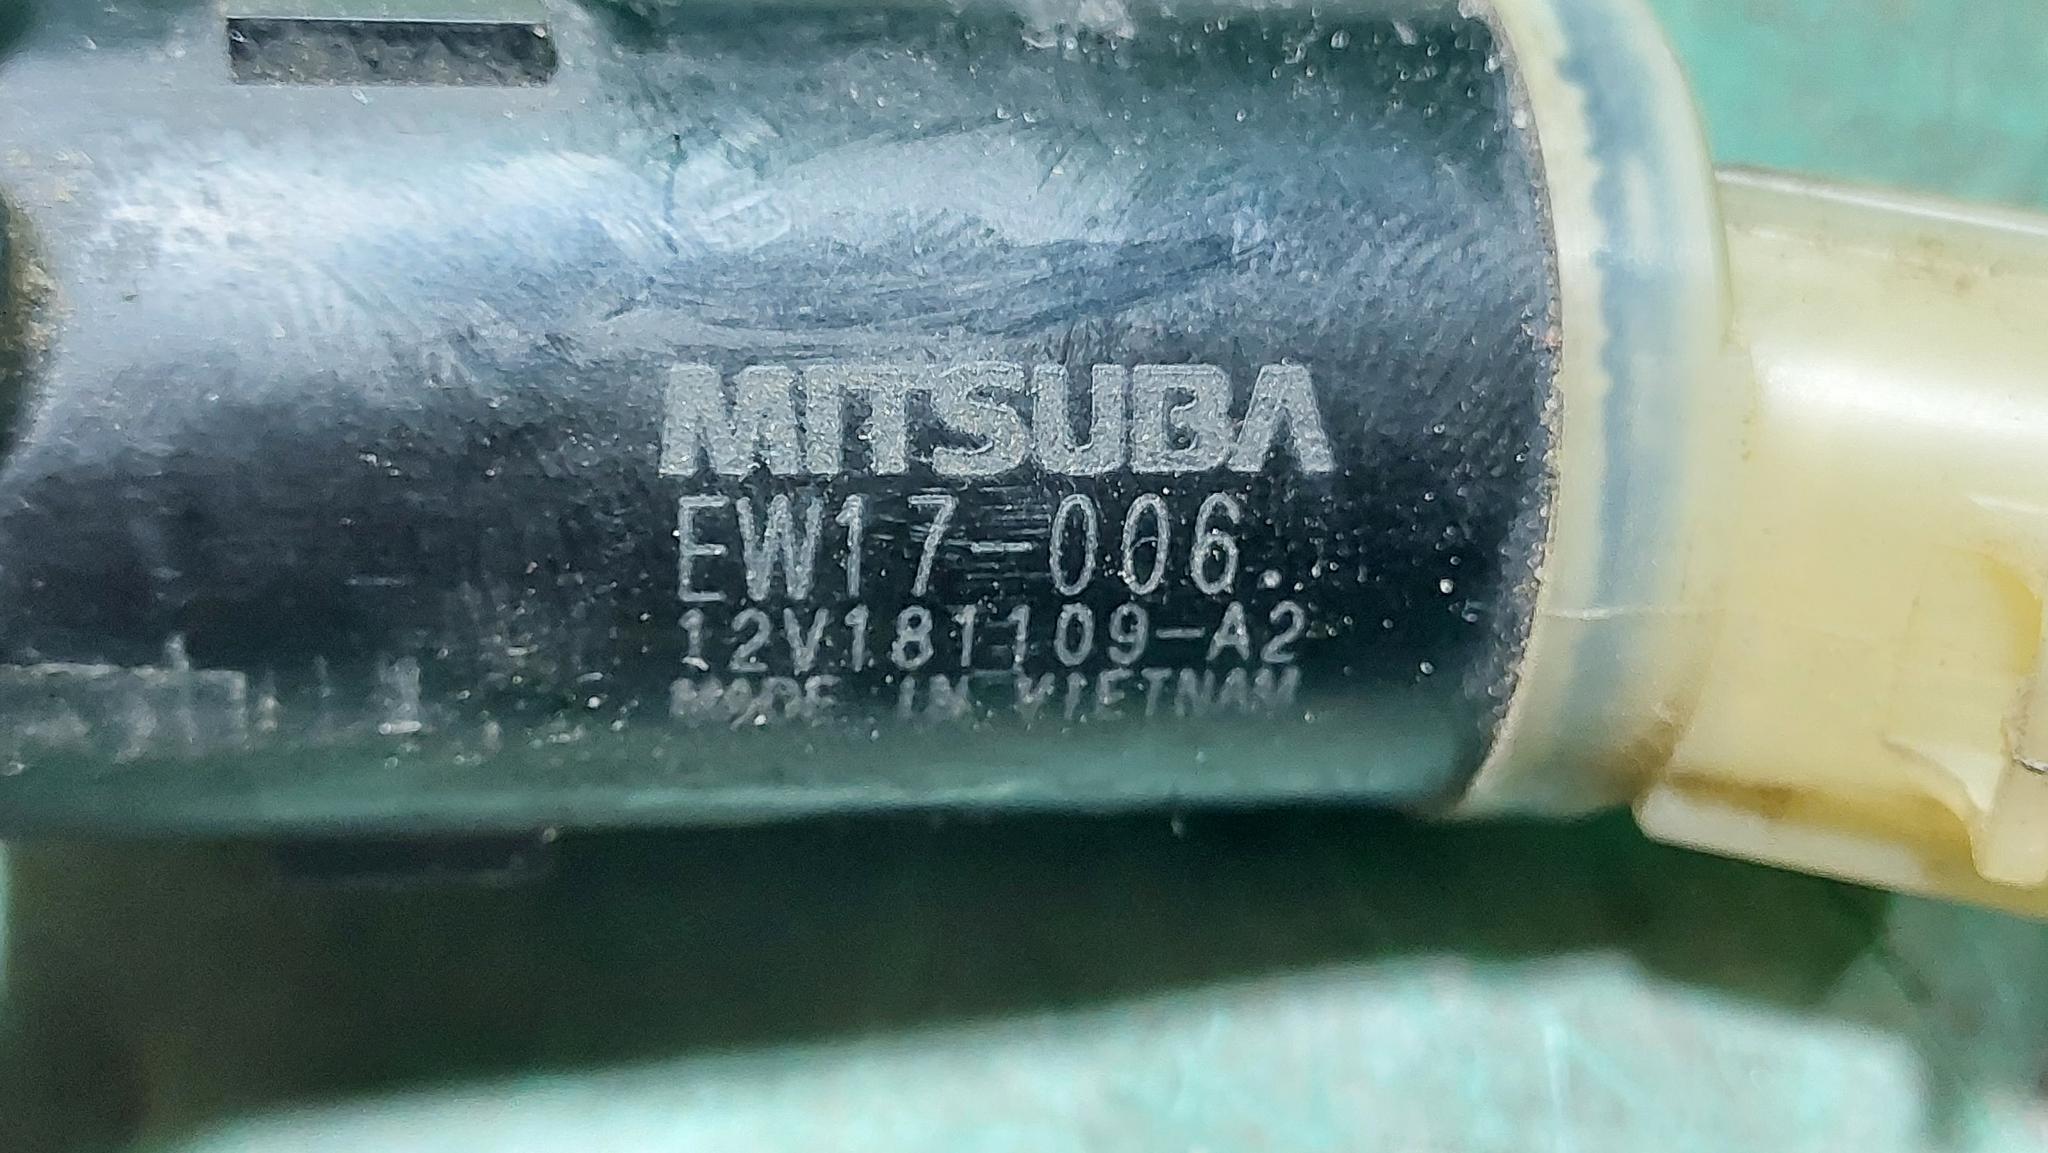 MITSUBA
EW17-006.
12V181109-A2
MADE IN VIETNAM